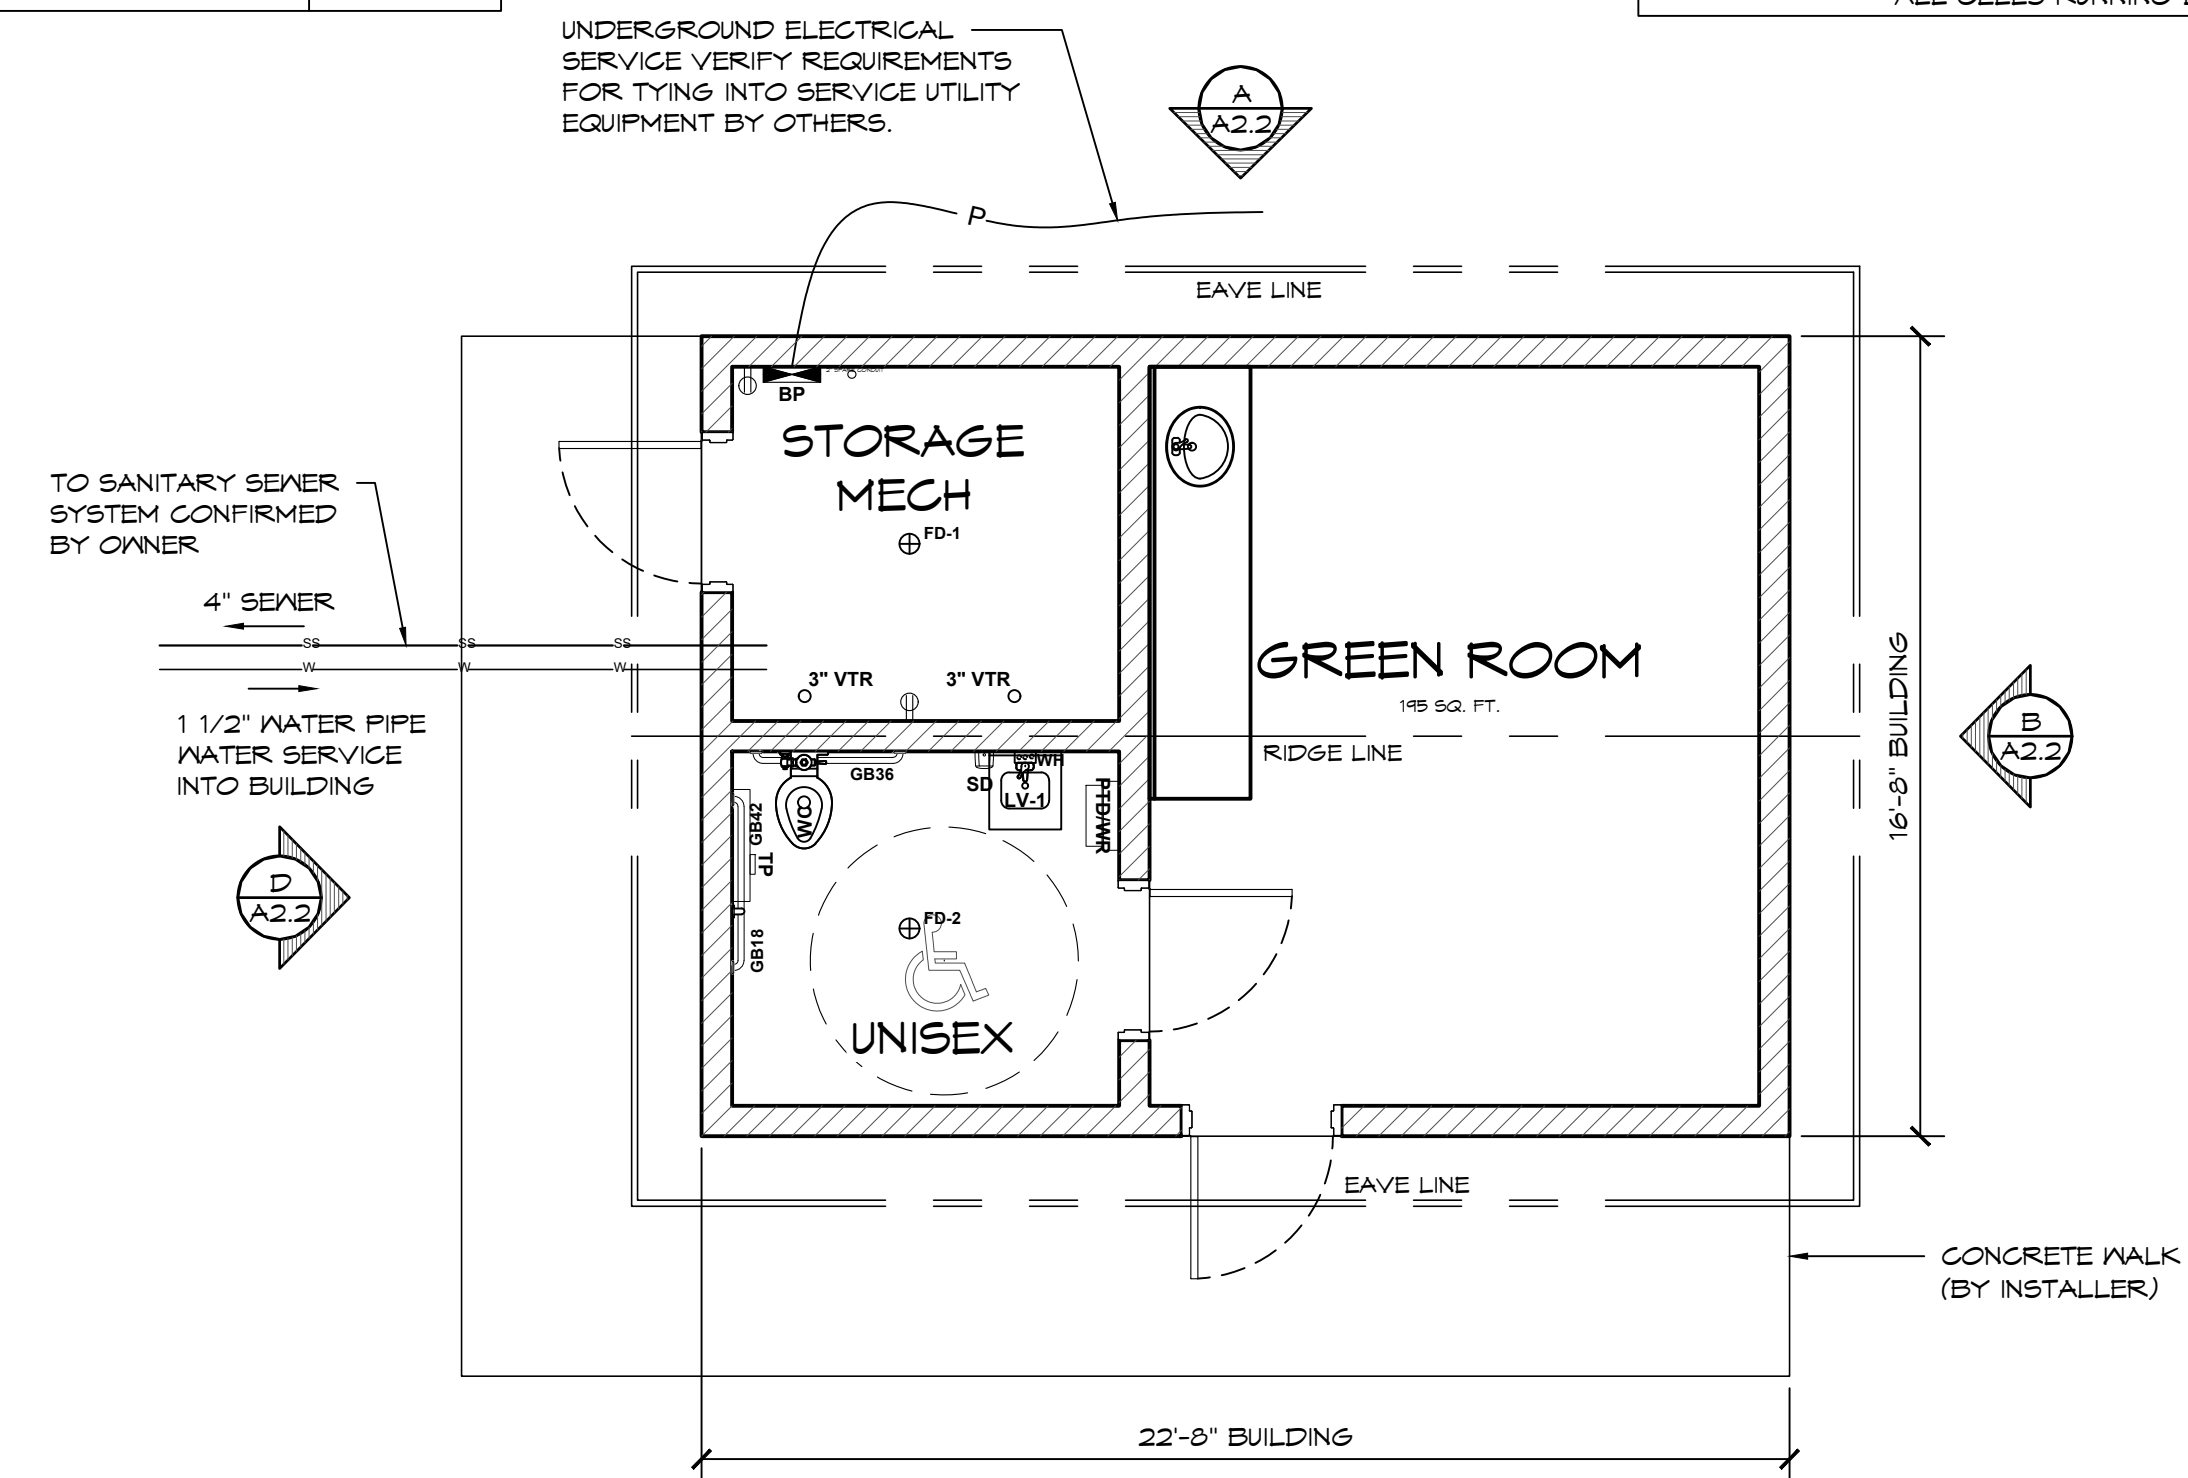 UNDERGROUND ELECTRICAL
SERVICE VERIFY REQUIREMENTS
FOR TYING INTO SERVICE UTILITY
EQUIPMENT BY OTHERS.
A
A2.2
P
EAVE LINE
BP
STORAGE
MECH
FD-1
TO SANITARY SEWER
SYSTEM CONFIRMED
BY OWNER
4" SEWER
SS SS SS
W W W
1 1/2" WATER PIPE
WATER SERVICE
INTO BUILDING
3" VTR
3" VTR
GREEN ROOM
195 SQ. FT.
RIDGE LINE
16'-8" BUILDING
B
A2.2
GB36
SD
WH
LV-1
PTD/WR
WC
GB42
TP
GB18
D
A2.2
FD-2
UNISEX
EAVE LINE
CONCRETE WALK
(BY INSTALLER)
22'-8" BUILDING